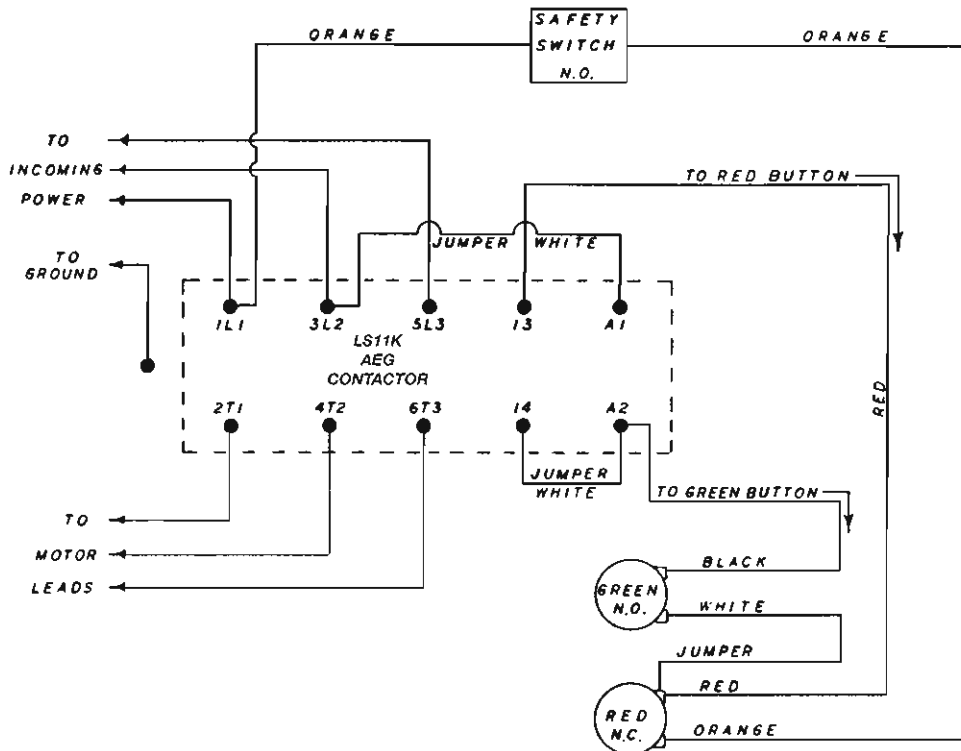 SAFETY
SWITCH
N.O.
ORANGE
ORANGE
TO
INCOMING
POWER
TO RED BUTTON
JUMPER WHITE
TO
GROUND
1L1
3L2
5L3
13
A1
LS11K
AEG
CONTACTOR
RED
2T1
4T2
6T3
14
A2
JUMPER
WHITE
TO GREEN BUTTON
TO
MOTOR
LEADS
BLACK
GREEN
N.O.
WHITE
JUMPER
RED
RED
N.C.
ORANGE